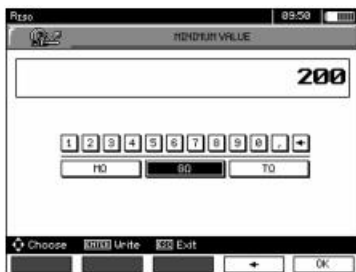 RISO 09:50
MINIMUM VALUE
200
1 2 3 4 5 6 7 8 9 0 , ←
MΩ GΩ TΩ
Choose ENTER Write ESC Exit
← OK